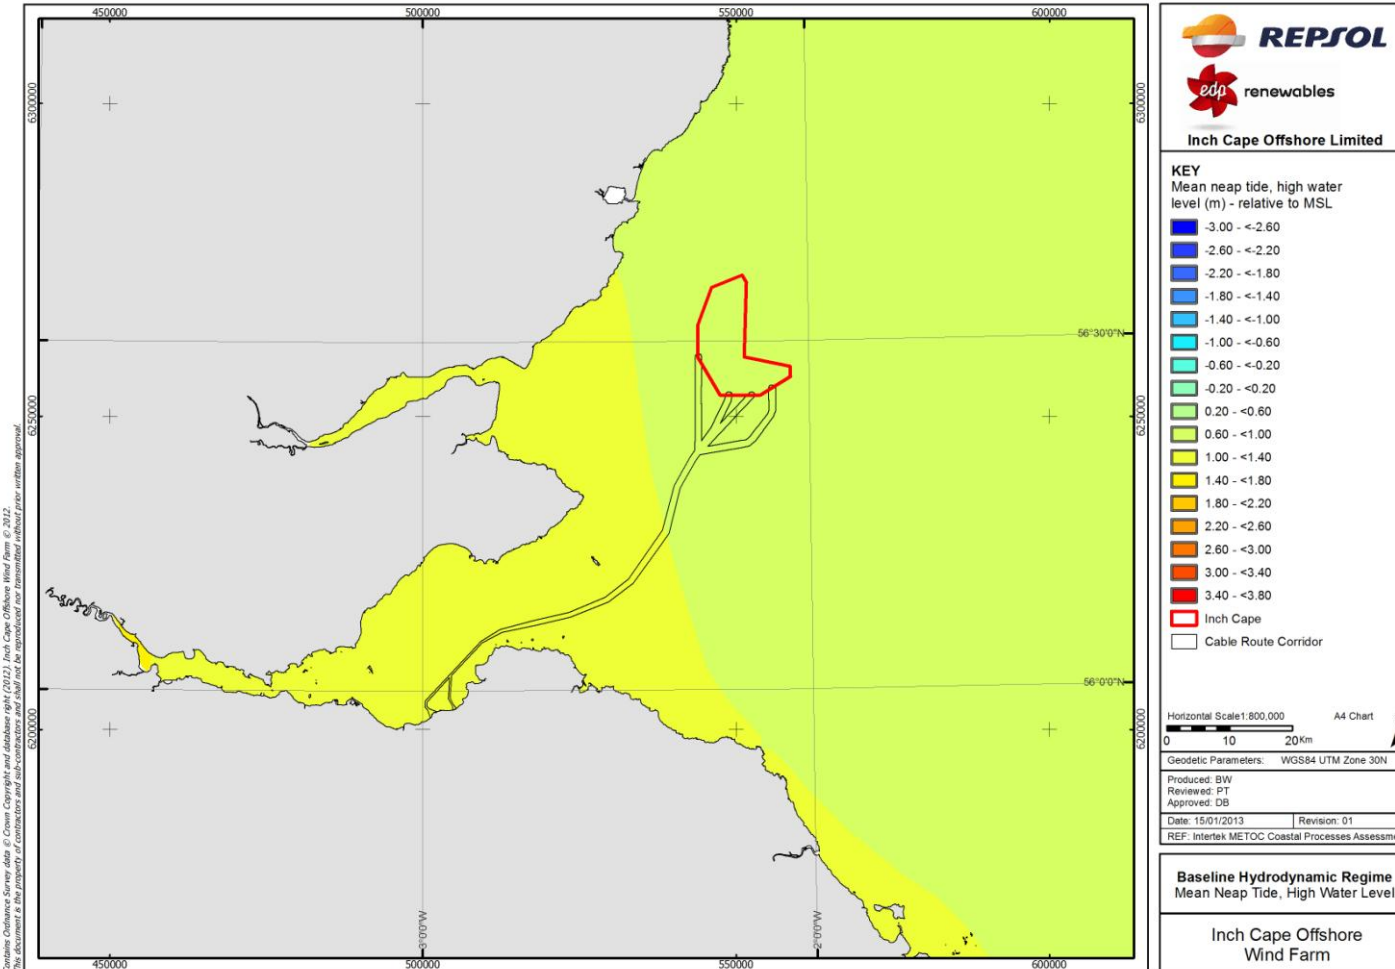 450000
500000
550000
600000
6300000
6300000
56°30'0"N
6250000
6250000
56°0'0"N
6200000
6200000
3°0'0"W
2°0'0"W
450000
500000
550000
600000
Contains Ordnance Survey data © Crown Copyright and database right (2012). Inch Cape Offshore Wind Farm © 2012.
This document is the property of contractors and sub-contractors and shall not be reproduced nor transmitted without prior written approval.
REPSOL
edp renewables
Inch Cape Offshore Limited
KEY
Mean neap tide, high water
level (m) - relative to MSL
-3.00 - <-2.60
-2.60 - <-2.20
-2.20 - <-1.80
-1.80 - <-1.40
-1.40 - <-1.00
-1.00 - <-0.60
-0.60 - <-0.20
-0.20 - <0.20
0.20 - <0.60
0.60 - <1.00
1.00 - <1.40
1.40 - <1.80
1.80 - <2.20
2.20 - <2.60
2.60 - <3.00
3.00 - <3.40
3.40 - <3.80
Inch Cape
Cable Route Corridor
Horizontal Scale1:800,000 A4 Chart
0 10 20Km
Geodetic Parameters: WGS84 UTM Zone 30N
Produced: BW
Reviewed: PT
Approved: DB
Date: 15/01/2013 Revision: 01
REF: Intertek METOC Coastal Processes Assessme
Baseline Hydrodynamic Regime
Mean Neap Tide, High Water Level
Inch Cape Offshore
Wind Farm